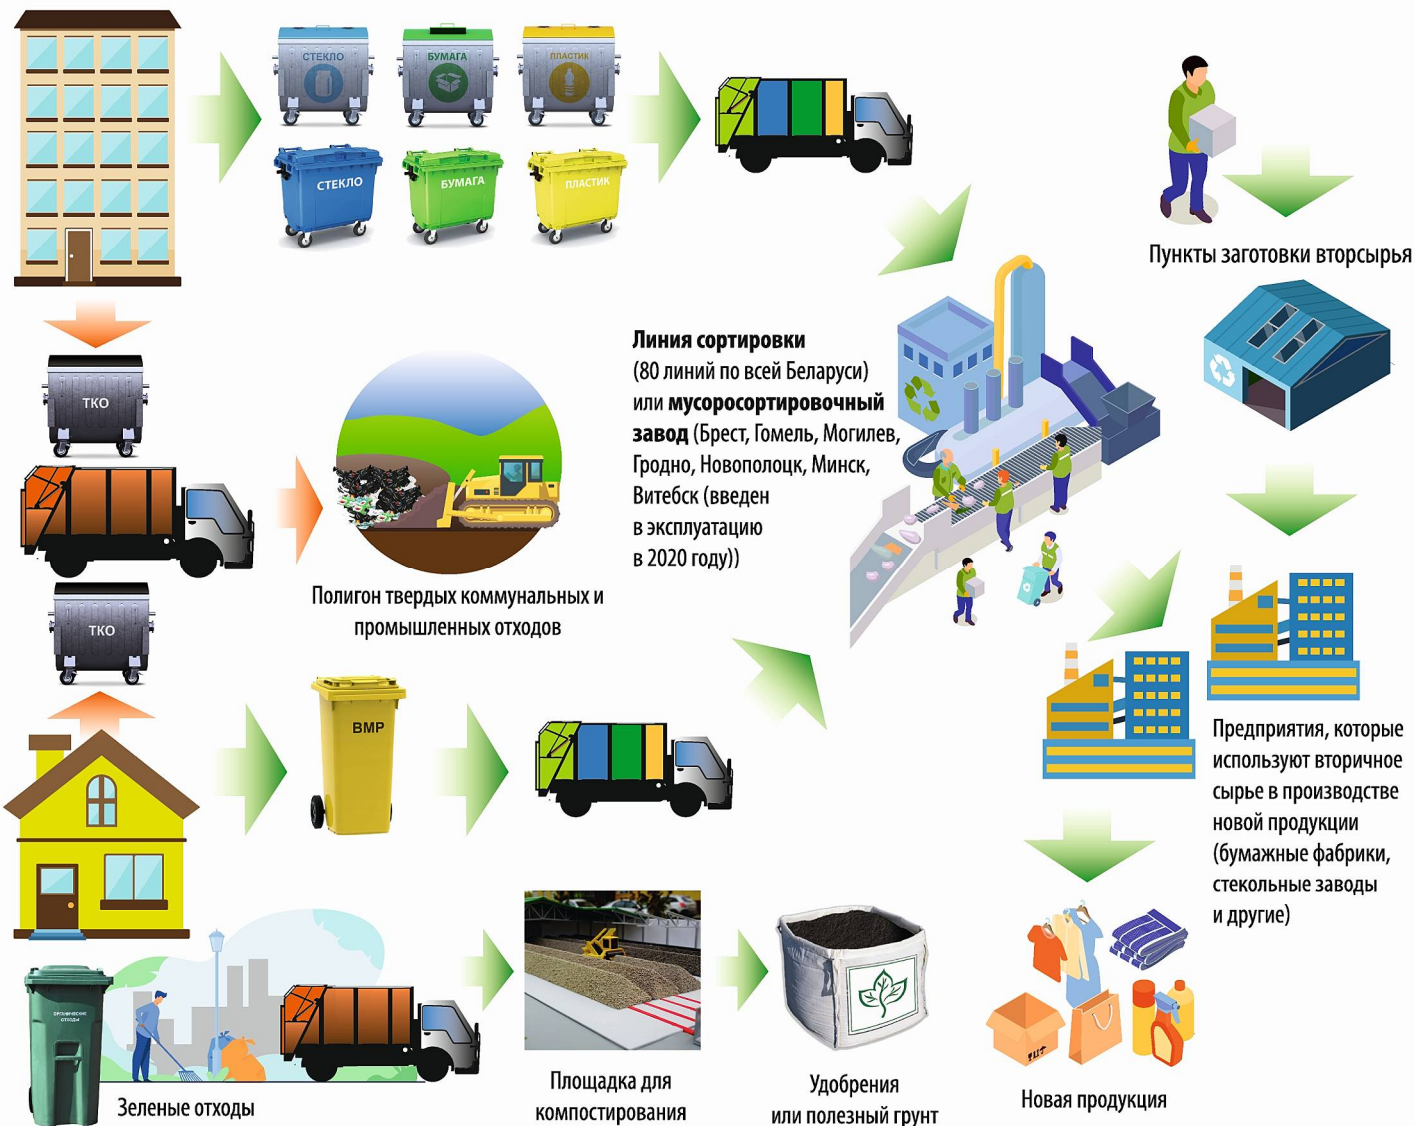 СТЕКЛО
БУМАГА
ПЛАСТИК
СТЕКЛО
БУМАГА
ПЛАСТИК
Пункты заготовки вторсырья
ТКО
Линия сортировки
(80 линий по всей Беларуси)
или мусоросортировочный
завод (Брест, Гомель, Могилев,
Гродно, Новополоцк, Минск,
Витебск (введен
в эксплуатацию
в 2020 году))
Полигон твердых коммунальных и
промышленных отходов
ТКО
ВМР
Предприятия, которые
используют вторичное
сырье в производстве
новой продукции
(бумажные фабрики,
стекольные заводы
и другие)
ОРГАНИЧЕСКИЕ
ОТХОДЫ
Зеленые отходы
Площадка для
компостирования
Удобрения
или полезный грунт
Новая продукция